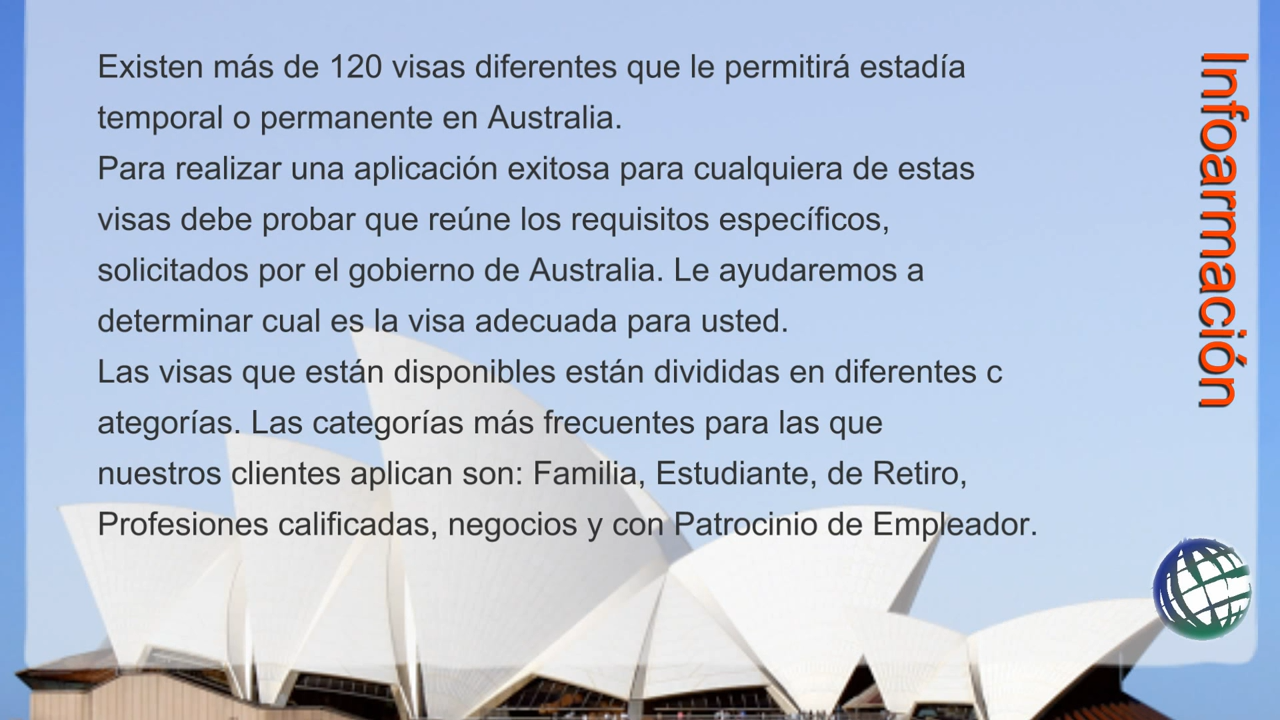 Existen más de 120 visas diferentes que le permitirá estadía
temporal o permanente en Australia.
Para realizar una aplicación exitosa para cualquiera de estas
visas debe probar que reúne los requisitos específicos,
solicitados por el gobierno de Australia. Le ayudaremos a
determinar cual es la visa adecuada para usted.
Las visas que están disponibles están divididas en diferentes c
ategorías. Las categorías más frecuentes para las que
nuestros clientes aplican son: Familia, Estudiante, de Retiro,
Profesiones calificadas, negocios y con Patrocinio de Empleador.
Infoarmación